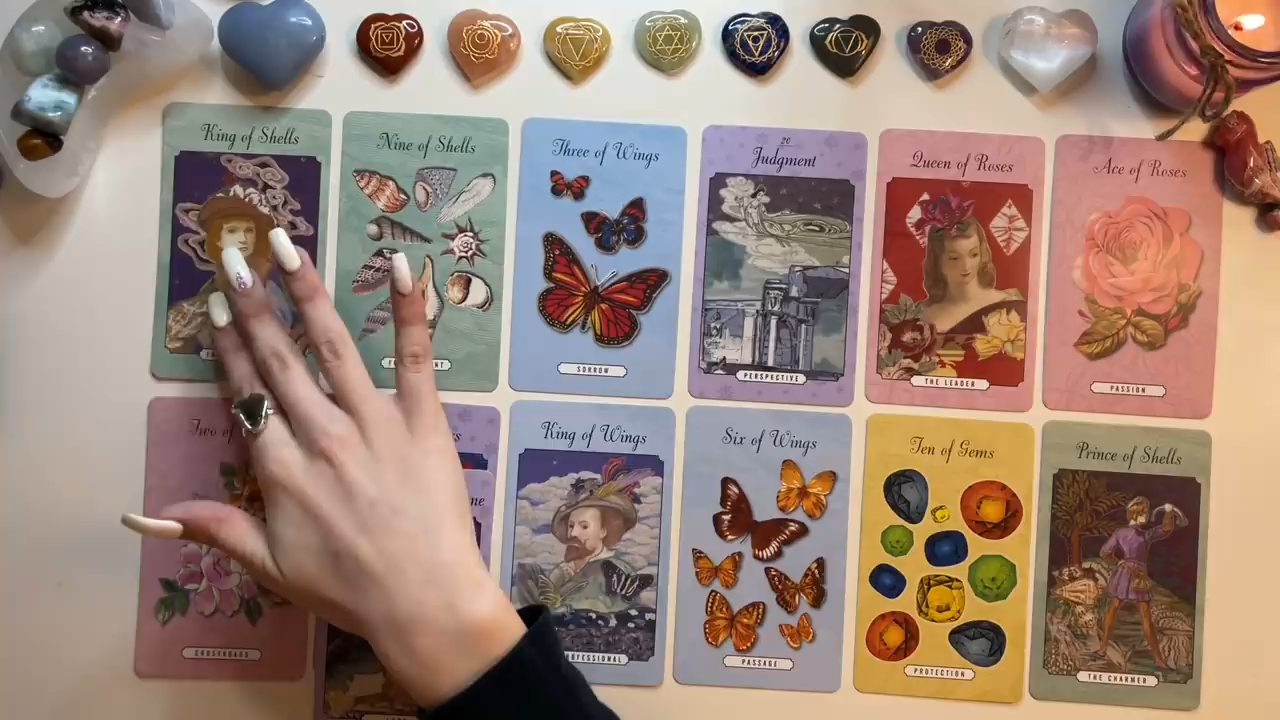 King of Shells
Nine of Shells
Three of Wings
SORROW
20
Judgment
PERSPECTIVE
Queen of Roses
THE LEADER
Ace of Roses
PASSION
Two of
CROSSROADS
King of Wings
Six of Wings
PASSAGE
Ten of Gems
PROTECTION
Prince of Shells
THE CHARMER